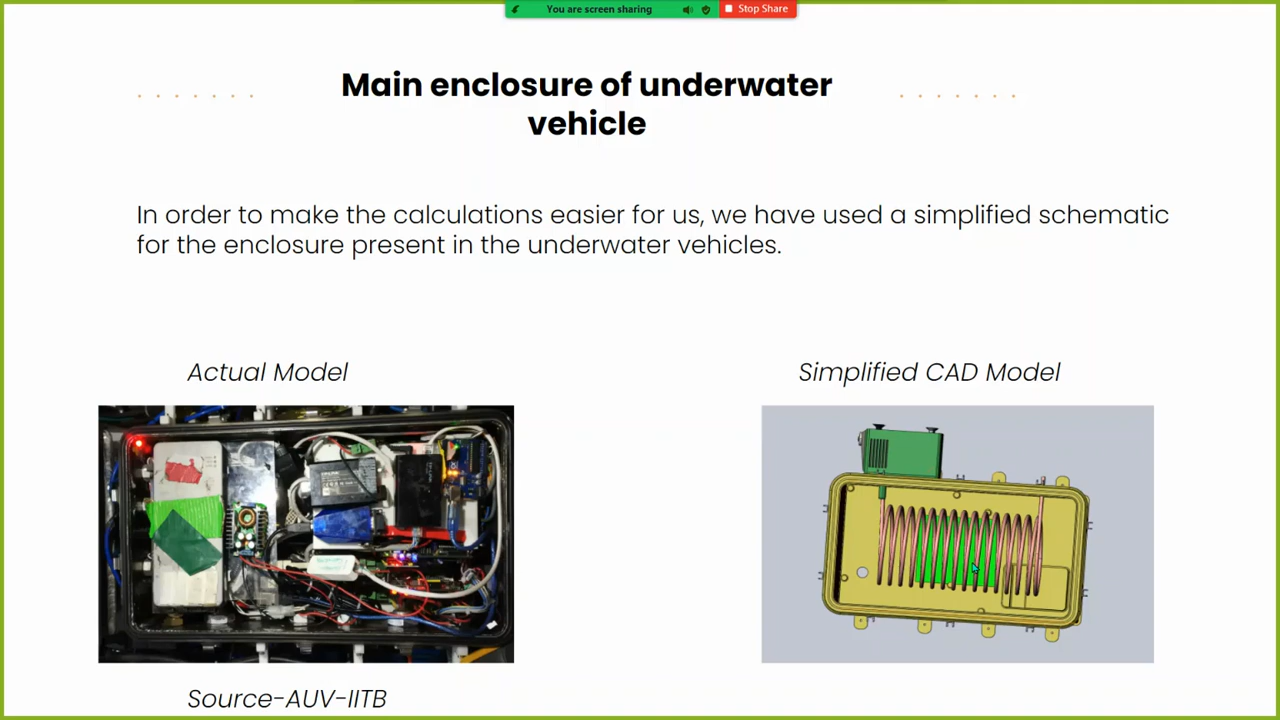 You are screen sharing
Stop Share
Main enclosure of underwater
vehicle
In order to make the calculations easier for us, we have used a simplified schematic
for the enclosure present in the underwater vehicles.
Actual Model
Simplified CAD Model
Source-AUV-IITB